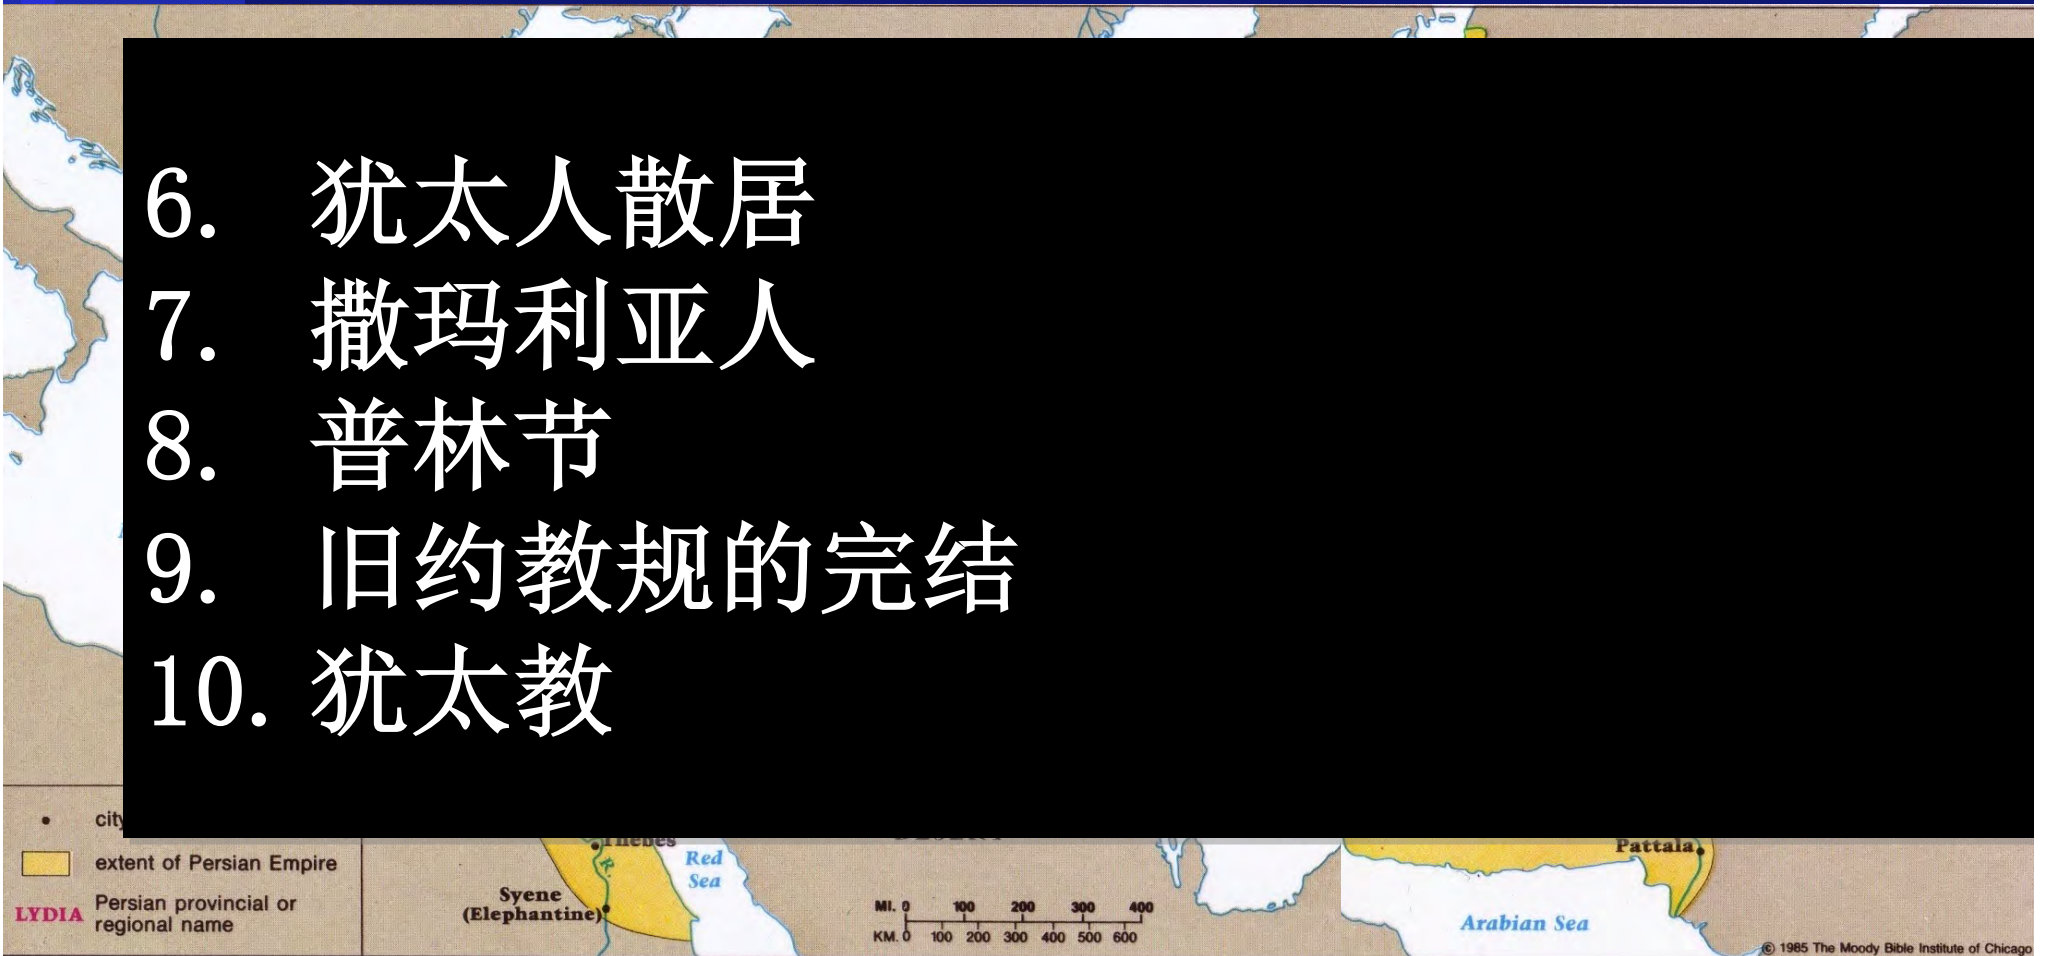 6. 犹太人散居
7. 撒玛利亚人
8. 普林节
9. 旧约教规的完结
10. 犹太教
city
extent of Persian Empire
LYDIA Persian provincial or regional name
Thebes
R.
Red
Sea
Syene
(Elephantine)
MI. 0 100 200 300 400
KM. 0 100 200 300 400 500 600
Pattala
Arabian Sea
© 1985 The Moody Bible Institute of Chicago